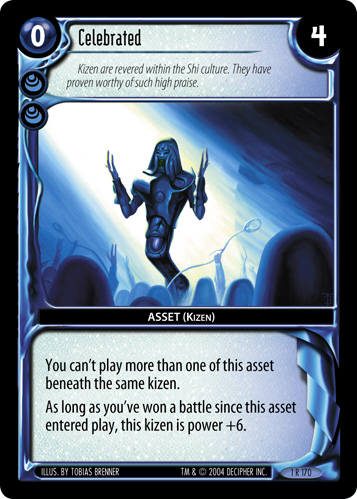 0
Celebrated
4
Kizen are revered within the Shi culture. They have
proven worthy of such high praise.
ASSET (KIZEN)
You can't play more than one of this asset
beneath the same kizen.
As long as you've won a battle since this asset
entered play, this kizen is power +6.
ILLUS. BY TOBIAS BRENNER
TM & © 2004 DECIPHER INC.
1 R 170